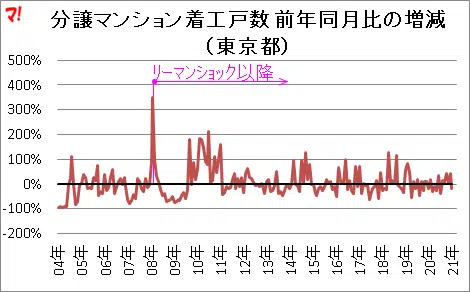 マ!
分譲マンション着工戸数 前年同月比の増減
（東京都）
500%
400%
300%
200%
100%
0%
-100%
-200%
リーマンショック以降
04年
05年
06年
07年
08年
09年
10年
11年
12年
13年
14年
15年
16年
17年
18年
19年
20年
21年